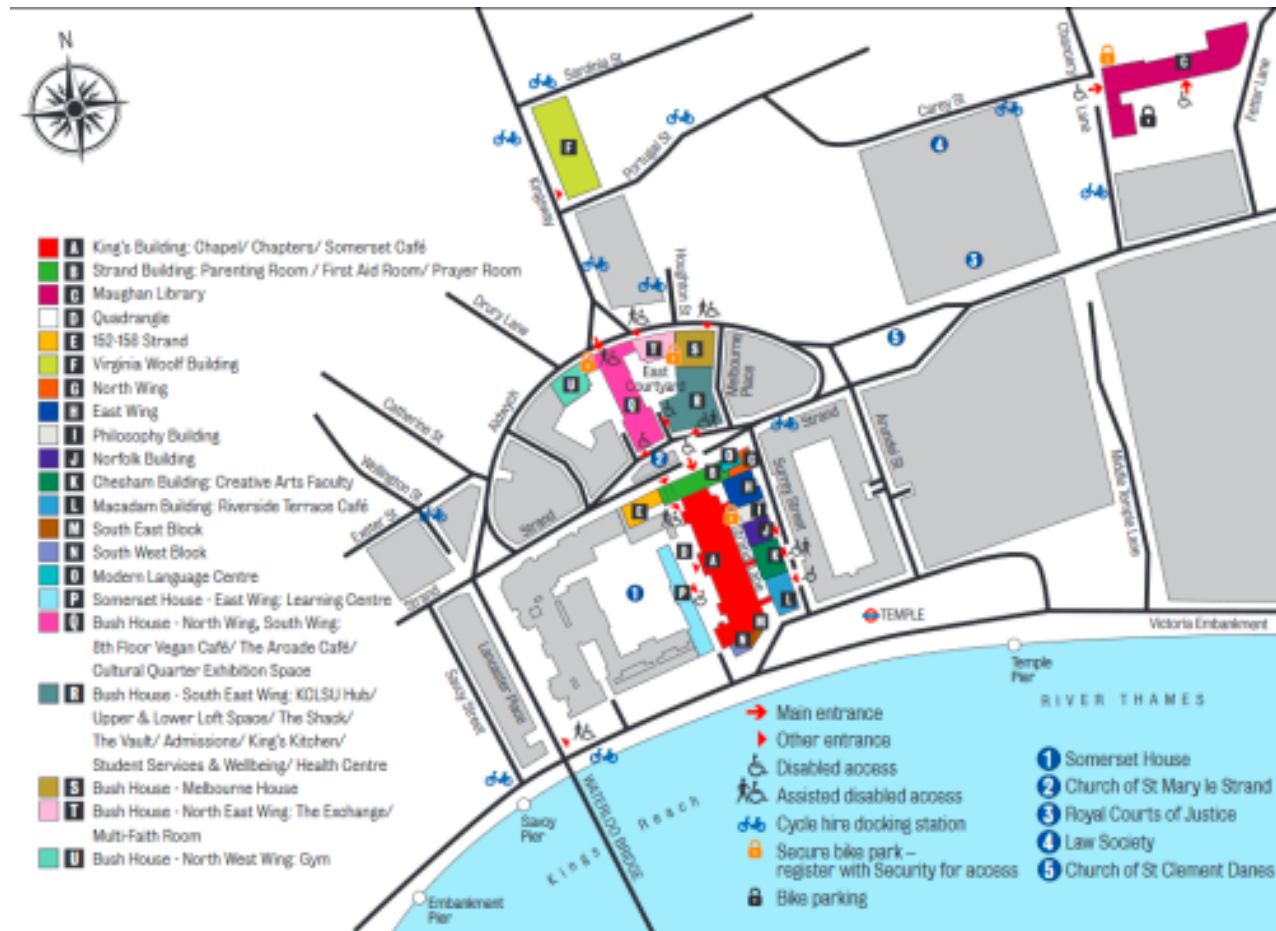 N
Sardinia St
Portugal St
Kingsway
Houghton St
Carey St
Chancery Lane
Fetter Lane
F
C
4
3
A King's Building: Chapel/ Chapters/ Somerset Café
B Strand Building: Parenting Room / First Aid Room/ Prayer Room
C Maughan Library
D Quadrangle
E 152-158 Strand
F Virginia Woolf Building
G North Wing
H East Wing
I Philosophy Building
J Norfolk Building
K Chesham Building: Creative Arts Faculty
L Macadam Building: Riverside Terrace Café
M South East Block
N South West Block
O Modern Language Centre
P Somerset House - East Wing: Learning Centre
Q Bush House - North Wing, South Wing:
8th Floor Vegan Café/ The Arcade Café/
Cultural Quarter Exhibition Space
R Bush House - South East Wing: KCLSU Hub/
Upper & Lower Loft Space/ The Shack/
The Vault/ Admissions/ King's Kitchen/
Student Services & Wellbeing/ Health Centre
S Bush House - Melbourne House
T Bush House - North East Wing: The Exchange/
Multi-Faith Room
U Bush House - North West Wing: Gym
Drury Lane
Catherine St
Wellington St
Exeter St
Aldwych
Strand
Strand
Strand
East
Courtyard
Melbourne
Place
U
Q
S
R
5
2
Surrey Street
Arundel St
Middle Temple Lane
E
A
P
K
L
1
Lancaster Place
Savoy Street
TEMPLE
Victoria Embankment
Temple
Pier
RIVER THAMES
Kings Reach
WATERLOO BRIDGE
Savoy
Pier
Embankment
Pier
Main entrance
Other entrance
Disabled access
Assisted disabled access
Cycle hire docking station
Secure bike park –
register with Security for access
Bike parking
1 Somerset House
2 Church of St Mary le Strand
3 Royal Courts of Justice
4 Law Society
5 Church of St Clement Danes